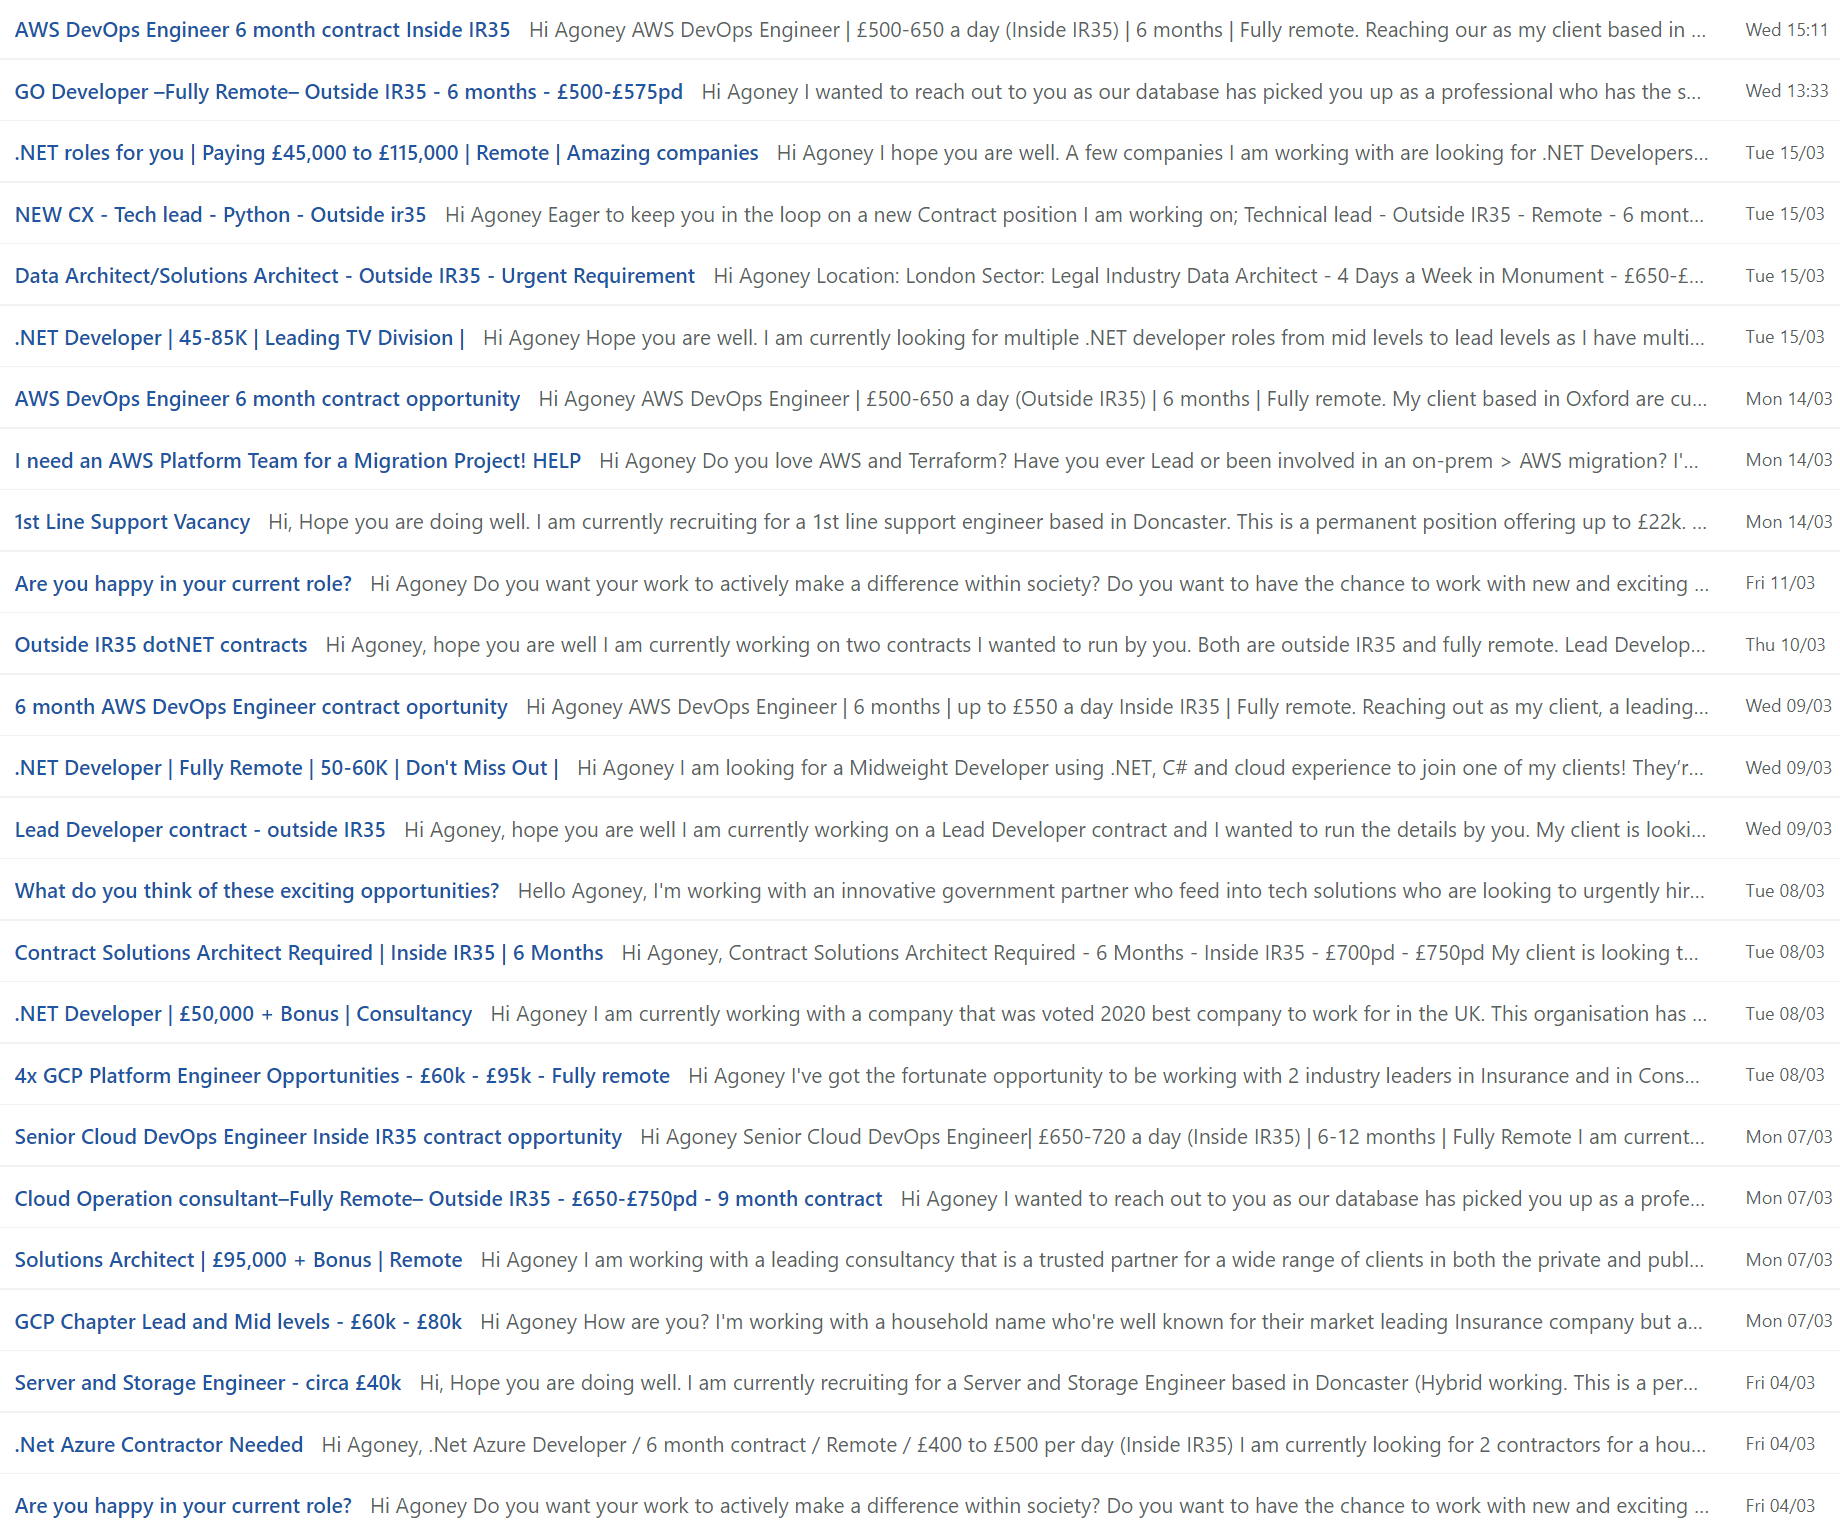 AWS DevOps Engineer 6 month contract Inside IR35 Hi Agoney AWS DevOps Engineer | £500-650 a day (Inside IR35) | 6 months | Fully remote. Reaching our as my client based in ... Wed 15:11
GO Developer –Fully Remote– Outside IR35 - 6 months - £500-£575pd Hi Agoney I wanted to reach out to you as our database has picked you up as a professional who has the s... Wed 13:33
.NET roles for you | Paying £45,000 to £115,000 | Remote | Amazing companies Hi Agoney I hope you are well. A few companies I am working with are looking for .NET Developers... Tue 15/03
NEW CX - Tech lead - Python - Outside ir35 Hi Agoney Eager to keep you in the loop on a new Contract position I am working on; Technical lead - Outside IR35 - Remote - 6 mont... Tue 15/03
Data Architect/Solutions Architect - Outside IR35 - Urgent Requirement Hi Agoney Location: London Sector: Legal Industry Data Architect - 4 Days a Week in Monument - £650-£... Tue 15/03
.NET Developer | 45-85K | Leading TV Division | Hi Agoney Hope you are well. I am currently looking for multiple .NET developer roles from mid levels to lead levels as I have multi... Tue 15/03
AWS DevOps Engineer 6 month contract opportunity Hi Agoney AWS DevOps Engineer | £500-650 a day (Outside IR35) | 6 months | Fully remote. My client based in Oxford are cu... Mon 14/03
I need an AWS Platform Team for a Migration Project! HELP Hi Agoney Do you love AWS and Terraform? Have you ever Lead or been involved in an on-prem > AWS migration? I'... Mon 14/03
1st Line Support Vacancy Hi, Hope you are doing well. I am currently recruiting for a 1st line support engineer based in Doncaster. This is a permanent position offering up to £22k. ... Mon 14/03
Are you happy in your current role? Hi Agoney Do you want your work to actively make a difference within society? Do you want to have the chance to work with new and exciting ... Fri 11/03
Outside IR35 dotNET contracts Hi Agoney, hope you are well I am currently working on two contracts I wanted to run by you. Both are outside IR35 and fully remote. Lead Develop... Thu 10/03
6 month AWS DevOps Engineer contract oportunity Hi Agoney AWS DevOps Engineer | 6 months | up to £550 a day Inside IR35 | Fully remote. Reaching out as my client, a leading... Wed 09/03
.NET Developer | Fully Remote | 50-60K | Don't Miss Out | Hi Agoney I am looking for a Midweight Developer using .NET, C# and cloud experience to join one of my clients! They’r... Wed 09/03
Lead Developer contract - outside IR35 Hi Agoney, hope you are well I am currently working on a Lead Developer contract and I wanted to run the details by you. My client is looki... Wed 09/03
What do you think of these exciting opportunities? Hello Agoney, I'm working with an innovative government partner who feed into tech solutions who are looking to urgently hir... Tue 08/03
Contract Solutions Architect Required | Inside IR35 | 6 Months Hi Agoney, Contract Solutions Architect Required - 6 Months - Inside IR35 - £700pd - £750pd My client is looking t... Tue 08/03
.NET Developer | £50,000 + Bonus | Consultancy Hi Agoney I am currently working with a company that was voted 2020 best company to work for in the UK. This organisation has ... Tue 08/03
4x GCP Platform Engineer Opportunities - £60k - £95k - Fully remote Hi Agoney I've got the fortunate opportunity to be working with 2 industry leaders in Insurance and in Cons... Tue 08/03
Senior Cloud DevOps Engineer Inside IR35 contract opportunity Hi Agoney Senior Cloud DevOps Engineer| £650-720 a day (Inside IR35) | 6-12 months | Fully Remote I am current... Mon 07/03
Cloud Operation consultant–Fully Remote– Outside IR35 - £650-£750pd - 9 month contract Hi Agoney I wanted to reach out to you as our database has picked you up as a profe... Mon 07/03
Solutions Architect | £95,000 + Bonus | Remote Hi Agoney I am working with a leading consultancy that is a trusted partner for a wide range of clients in both the private and publ... Mon 07/03
GCP Chapter Lead and Mid levels - £60k - £80k Hi Agoney How are you? I'm working with a household name who're well known for their market leading Insurance company but a... Mon 07/03
Server and Storage Engineer - circa £40k Hi, Hope you are doing well. I am currently recruiting for a Server and Storage Engineer based in Doncaster (Hybrid working. This is a per... Fri 04/03
.Net Azure Contractor Needed Hi Agoney, .Net Azure Developer / 6 month contract / Remote / £400 to £500 per day (Inside IR35) I am currently looking for 2 contractors for a hou... Fri 04/03
Are you happy in your current role? Hi Agoney Do you want your work to actively make a difference within society? Do you want to have the chance to work with new and exciting ... Fri 04/03